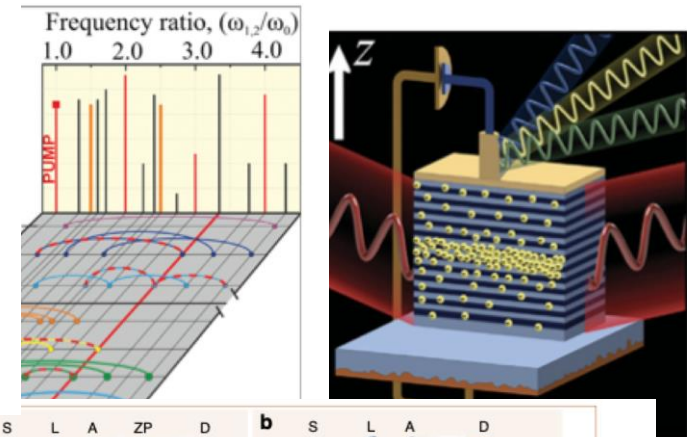 Frequency ratio, (ω₁,₂/ω₀)
1.0 2.0 3.0 4.0
PUMP
Z
S L A ZP D
b S L A D